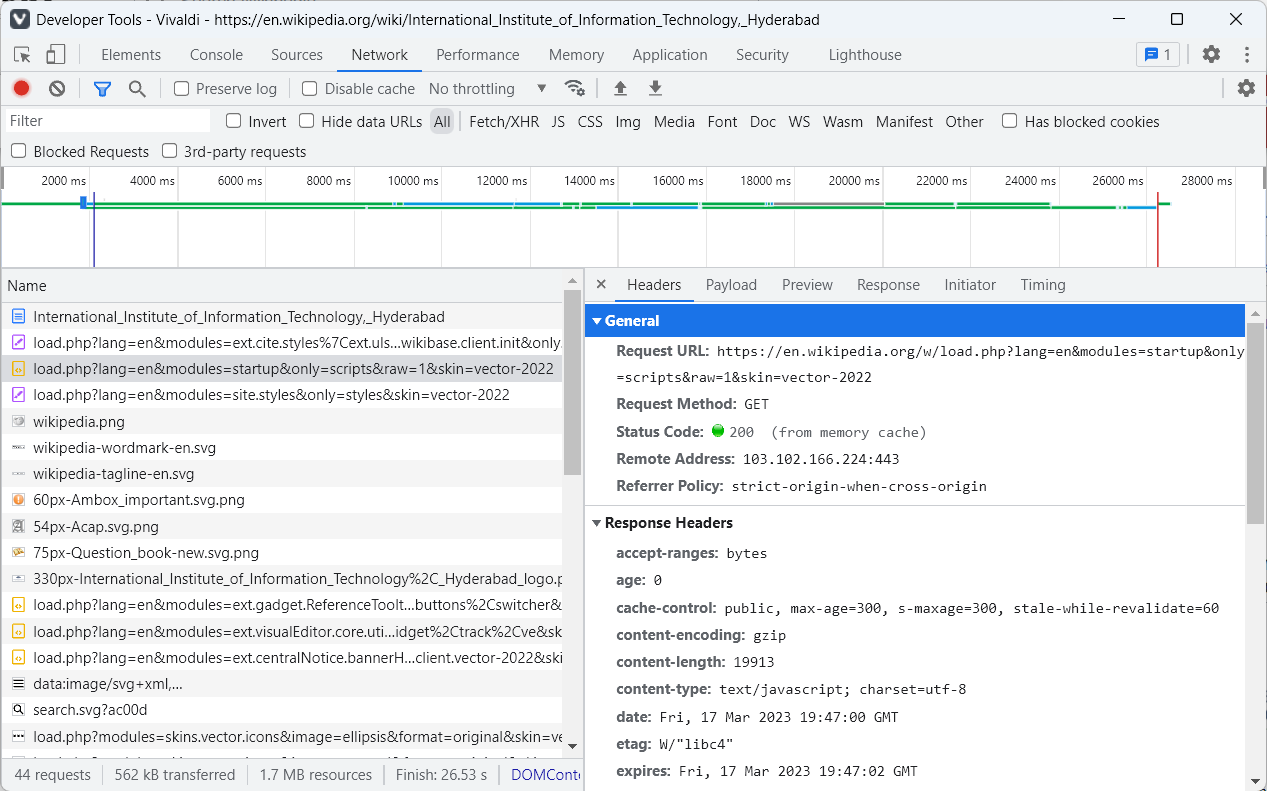 Developer Tools - Vivaldi - https://en.wikipedia.org/wiki/International_Institute_of_Information_Technology,_Hyderabad
Elements Console Sources Network Performance Memory Application Security Lighthouse 1
Preserve log Disable cache No throttling
Filter Invert Hide data URLs All Fetch/XHR JS CSS Img Media Font Doc WS Wasm Manifest Other Has blocked cookies
Blocked Requests 3rd-party requests
2000 ms 4000 ms 6000 ms 8000 ms 10000 ms 12000 ms 14000 ms 16000 ms 18000 ms 20000 ms 22000 ms 24000 ms 26000 ms 28000 ms
Name
International_Institute_of_Information_Technology,_Hyderabad
load.php?lang=en&modules=ext.cite.styles%7Cext.uls…wikibase.client.init&only.
load.php?lang=en&modules=startup&only=scripts&raw=1&skin=vector-2022
load.php?lang=en&modules=site.styles&only=styles&skin=vector-2022
wikipedia.png
wikipedia-wordmark-en.svg
wikipedia-tagline-en.svg
60px-Ambox_important.svg.png
54px-Acap.svg.png
75px-Question_book-new.svg.png
330px-International_Institute_of_Information_Technology%2C_Hyderabad_logo.p
load.php?lang=en&modules=ext.gadget.ReferenceToolt…buttons%2Cswitcher&
load.php?lang=en&modules=ext.visualEditor.core.uti…idget%2Ctrack%2Cve&sk
load.php?lang=en&modules=ext.centralNotice.bannerH…client.vector-2022&ski
data:image/svg+xml,…
search.svg?ac00d
load.php?modules=skins.vector.icons&image=ellipsis&format=original&skin=ve
44 requests 562 kB transferred 1.7 MB resources Finish: 26.53 s DOMConte
Headers Payload Preview Response Initiator Timing
General
Request URL: https://en.wikipedia.org/w/load.php?lang=en&modules=startup&only
=scripts&raw=1&skin=vector-2022
Request Method: GET
Status Code: 200 (from memory cache)
Remote Address: 103.102.166.224:443
Referrer Policy: strict-origin-when-cross-origin
Response Headers
accept-ranges: bytes
age: 0
cache-control: public, max-age=300, s-maxage=300, stale-while-revalidate=60
content-encoding: gzip
content-length: 19913
content-type: text/javascript; charset=utf-8
date: Fri, 17 Mar 2023 19:47:00 GMT
etag: W/"libc4"
expires: Fri, 17 Mar 2023 19:47:02 GMT